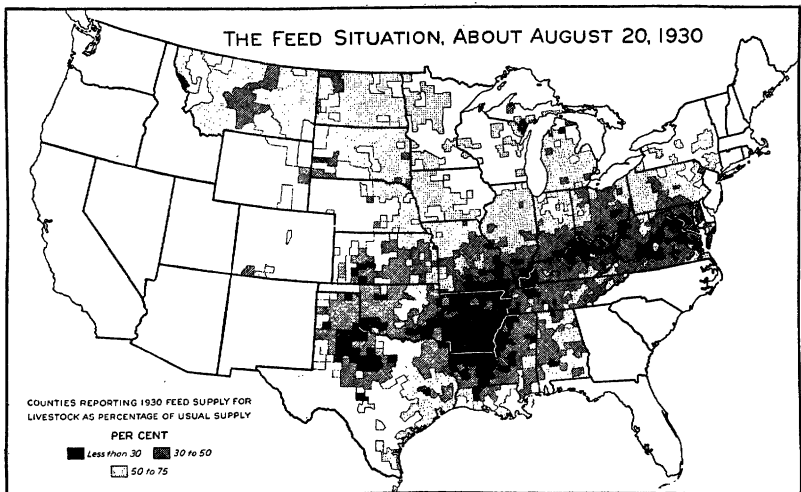 THE FEED SITUATION, ABOUT AUGUST 20, 1930
COUNTIES REPORTING 1930 FEED SUPPLY FOR
LIVESTOCK AS PERCENTAGE OF USUAL SUPPLY
PER CENT
Less than 30 30 to 50
50 to 75